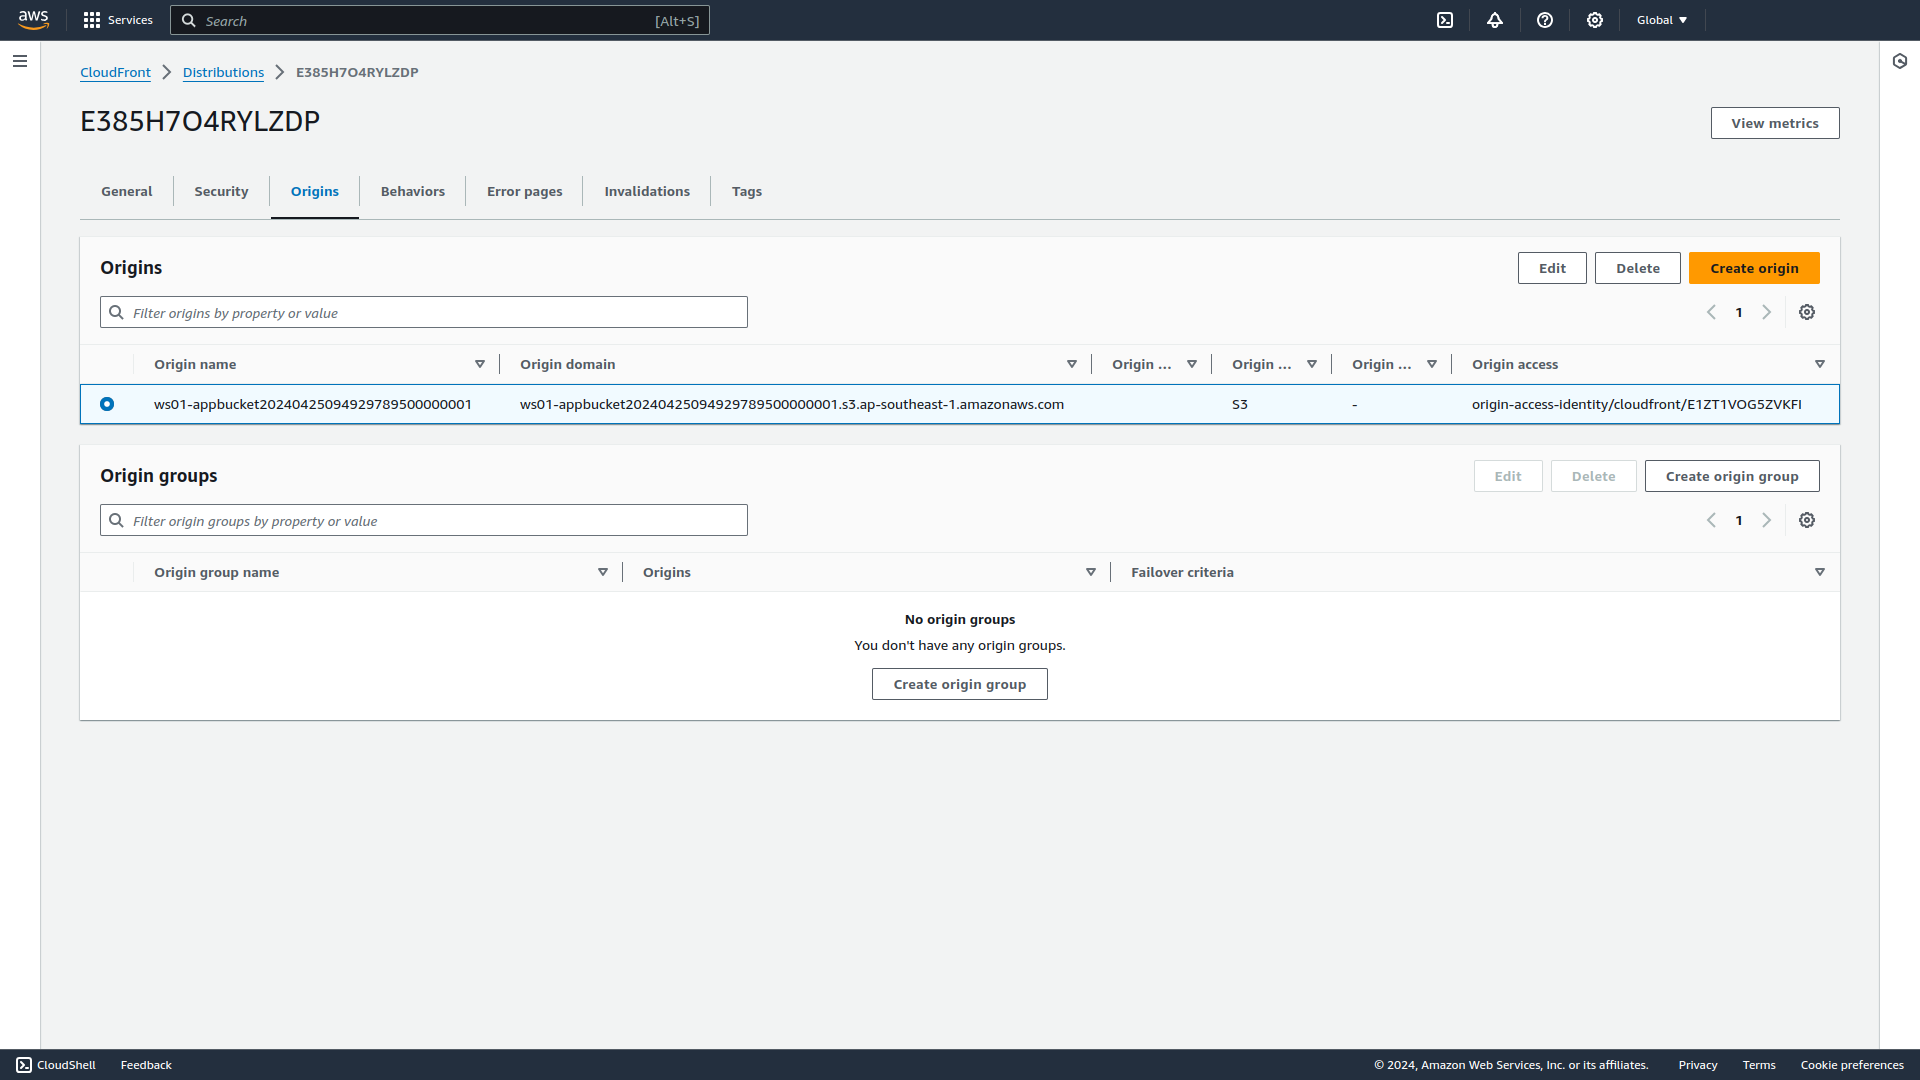 aws Services Search [Alt+S] Global
CloudFront Distributions E385H7O4RYLZDP
E385H7O4RYLZDP
View metrics
General Security Origins Behaviors Error pages Invalidations Tags
Origins
Edit Delete Create origin
Filter origins by property or value
1
Origin name Origin domain Origin ... Origin ... Origin ... Origin access
ws01-appbucket20240425094929789500000001 ws01-appbucket20240425094929789500000001.s3.ap-southeast-1.amazonaws.com S3 - origin-access-identity/cloudfront/E1ZT1VOG5ZVKFI
Origin groups
Edit Delete Create origin group
Filter origin groups by property or value
1
Origin group name Origins Failover criteria
No origin groups
You don't have any origin groups.
Create origin group
CloudShell Feedback © 2024, Amazon Web Services, Inc. or its affiliates. Privacy Terms Cookie preferences